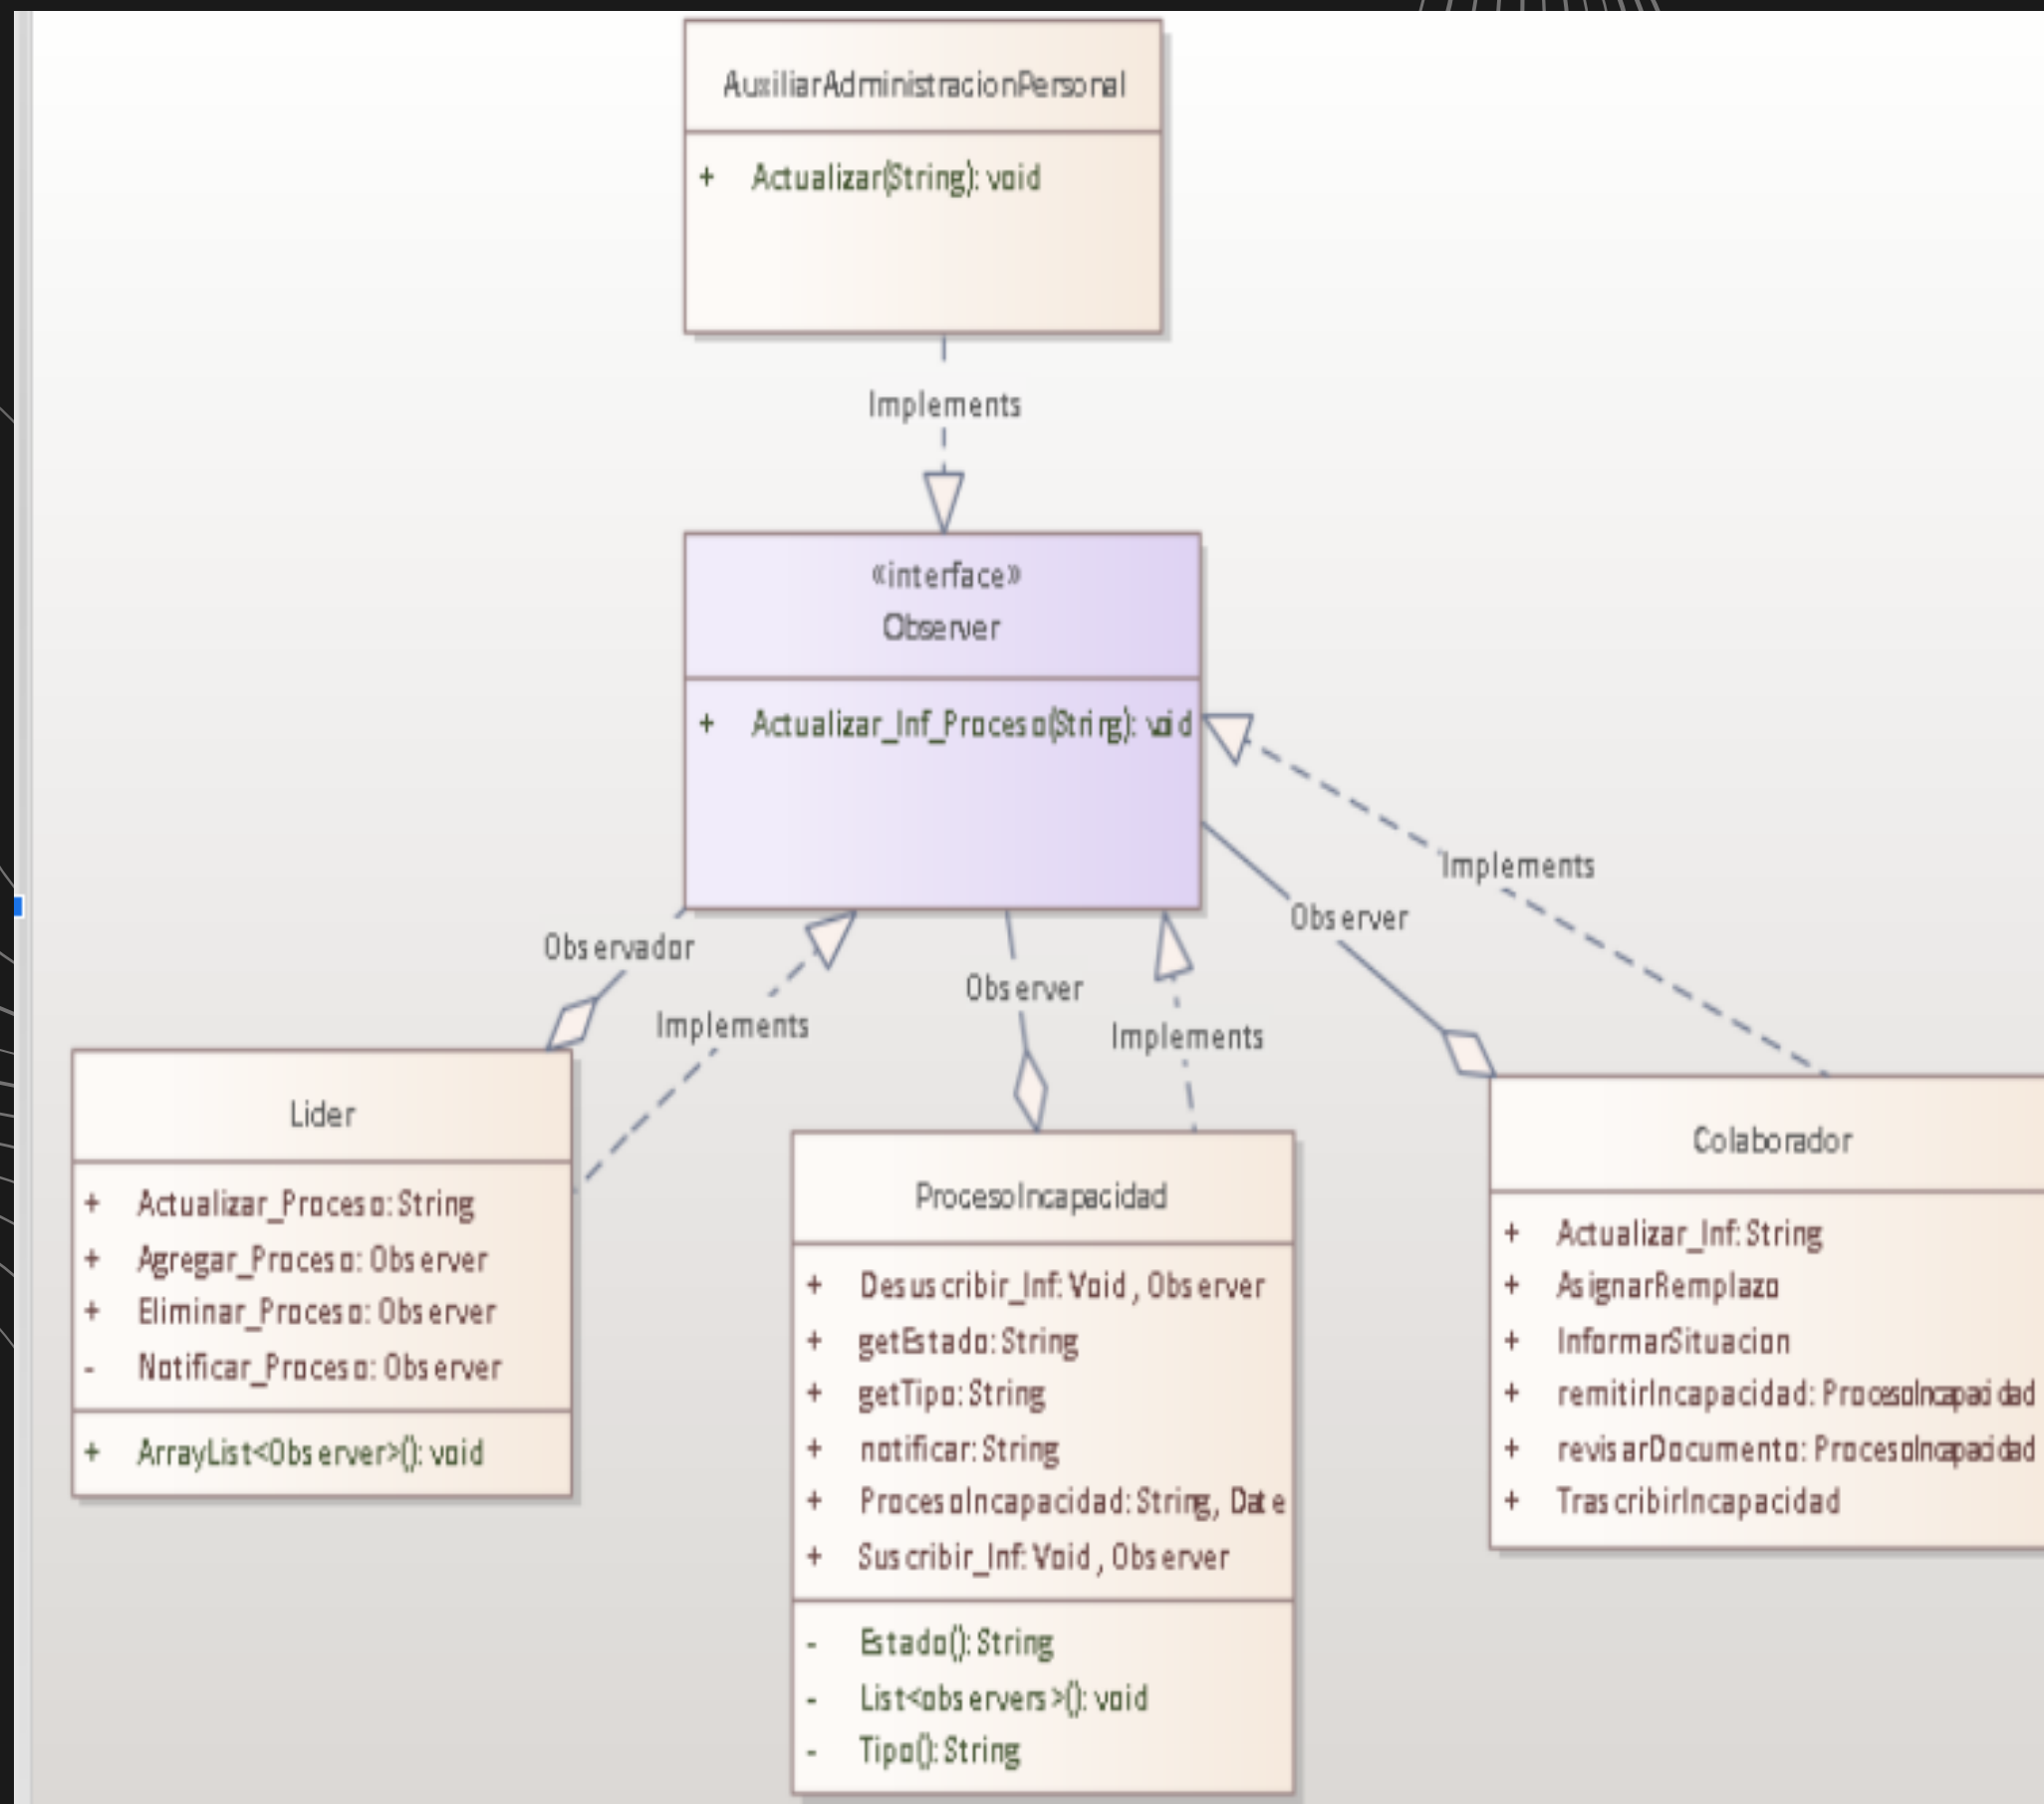 AuxiliarAdministracionPersonal
+ Actualizar(String): void
Implements
«interface»
Observer
+ Actualizar_Inf_Proceso(String): void
Implements
Observer
Observador
Observer
Implements
Implements
Lider
+ Actualizar_Proceso: String
+ Agregar_Proceso: Observer
+ Eliminar_Proceso: Observer
- Notificar_Proceso: Observer
+ ArrayList<Observer>(): void
ProcesoIncapacidad
+ Desuscribir_Inf: Void , Observer
+ getEstado: String
+ getTipo: String
+ notificar: String
+ ProcesoIncapacidad: String, Date
+ Suscribir_Inf: Void , Observer
- Estado(): String
- List<observers>(): void
- Tipo(): String
Colaborador
+ Actualizar_Inf: String
+ AsignarRemplazo
+ InformarSituacion
+ remitirIncapacidad: ProcesoIncapacidad
+ revisarDocumento: ProcesoIncapacidad
+ TrascribirIncapacidad